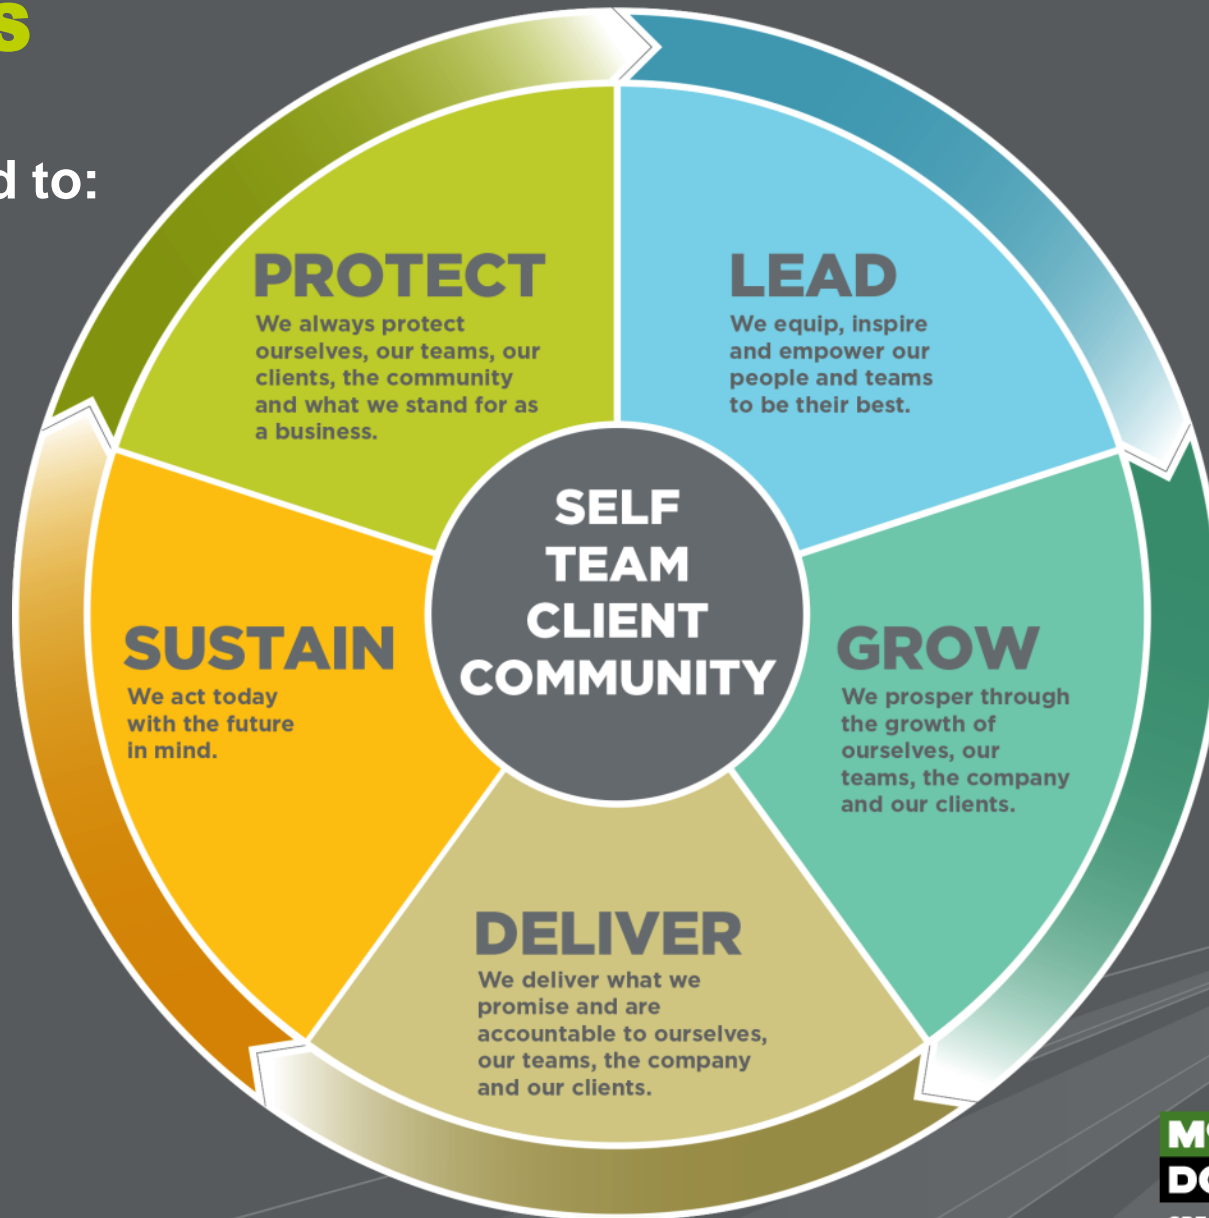 s
d to:
PROTECT
We always protect
ourselves, our teams, our
clients, the community
and what we stand for as
a business.
LEAD
We equip, inspire
and empower our
people and teams
to be their best.
SELF
TEAM
CLIENT
COMMUNITY
SUSTAIN
We act today
with the future
in mind.
GROW
We prosper through
the growth of
ourselves, our
teams, the company
and our clients.
DELIVER
We deliver what we
promise and are
accountable to ourselves,
our teams, the company
and our clients.